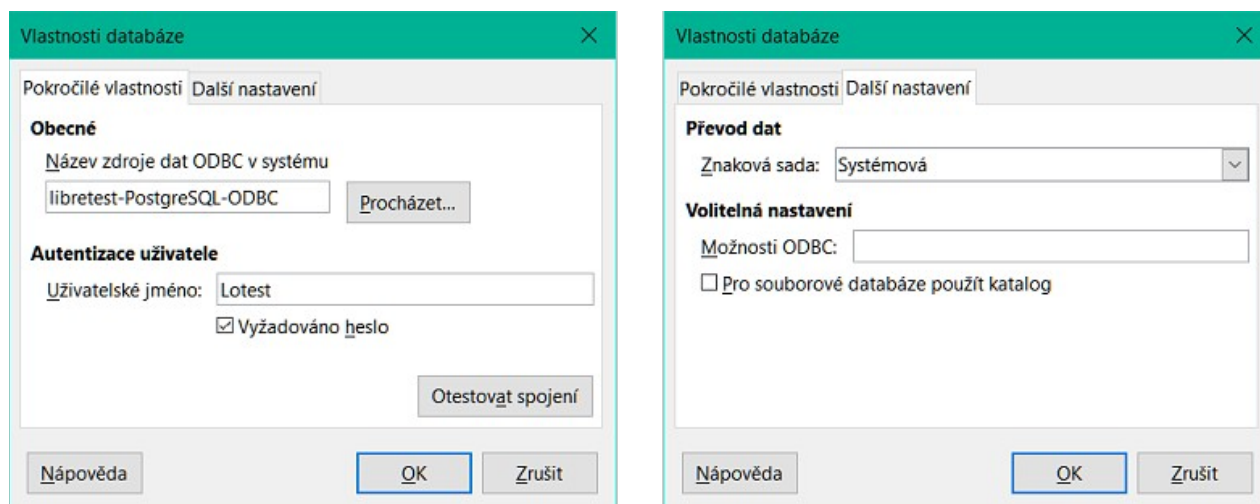 Vlastnosti databáze
Pokročilé vlastnosti Další nastavení
Obecné
Název zdroje dat ODBC v systému
libretest-PostgreSQL-ODBC Procházet...
Autentizace uživatele
Uživatelské jméno: Lotest
Vyžadováno heslo
Otestovat spojení
Nápověda OK Zrušit
Vlastnosti databáze
Pokročilé vlastnosti Další nastavení
Převod dat
Znaková sada: Systémová
Volitelná nastavení
Možnosti ODBC:
Pro souborové databáze použít katalog
Nápověda OK Zrušit